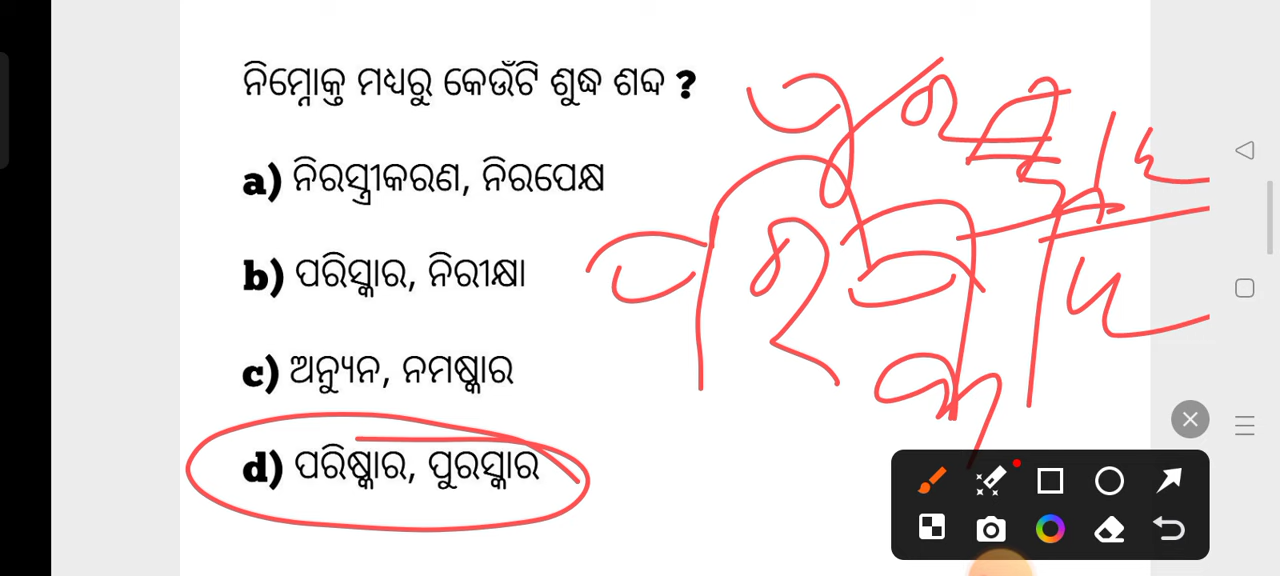 ନିମ୍ନୋକ୍ତ ମଧ୍ୟରୁ କେଉଁଟି ଶୁଦ୍ଧ ଶବ୍ଦ ?
a) ନିରସ୍ତ୍ରୀକରଣ, ନିରପେକ୍ଷ
b) ପରିସ୍କାର, ନିରୀକ୍ଷା
c) ଅନ୍ୟୁନ, ନମଷ୍କାର
d) ପରିଷ୍କାର, ପୁରସ୍କାର